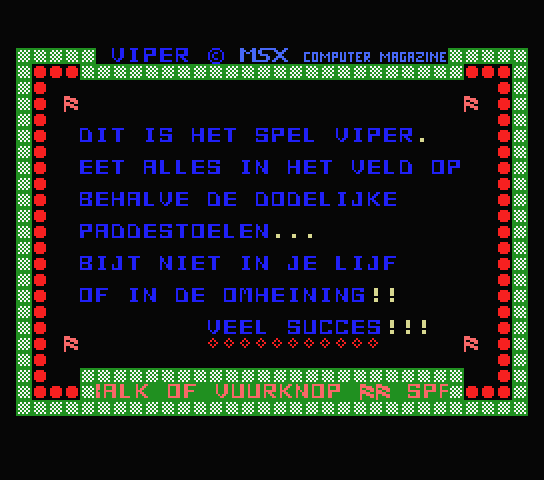 VIPER © MSX COMPUTER MAGAZINE
DIT IS HET SPEL VIPER.
EET ALLES IN HET VELD OP
BEHALVE DE DODELIJKE
PADDESTOELEN...
BIJT NIET IN JE LIJF
OF IN DE OMHEINING!!
VEEL SUCCES!!!
ALK OF VUURKNOP SP